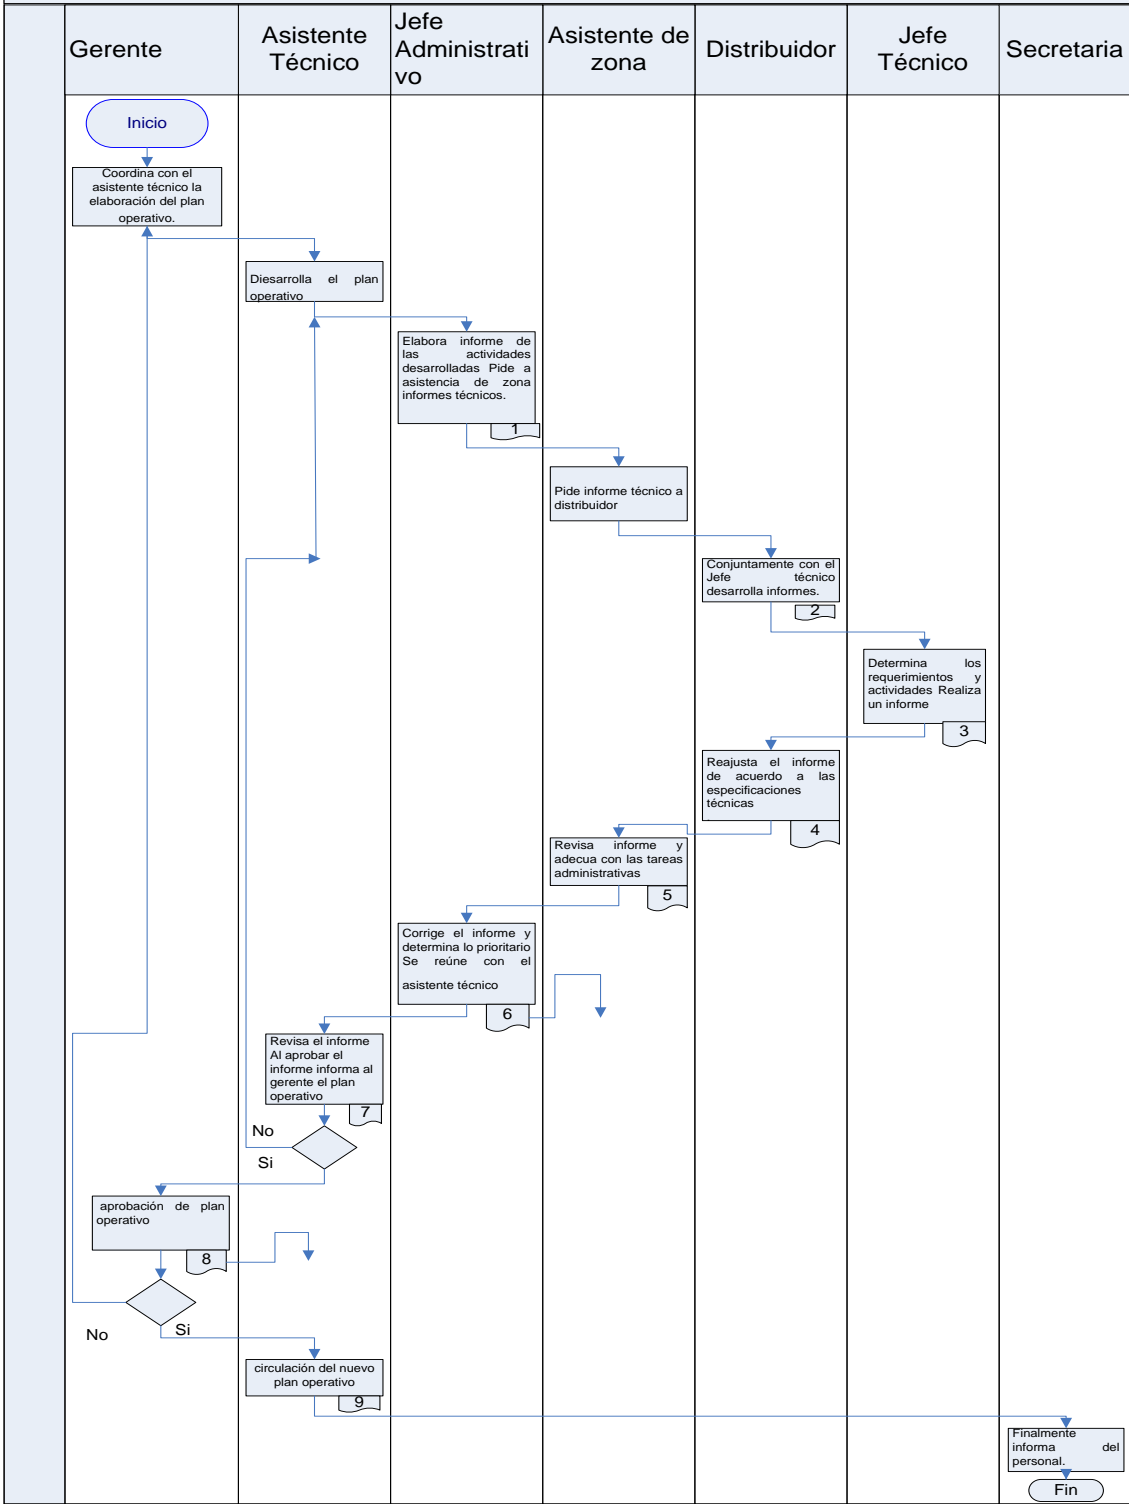 Gerente
Asistente
Técnico
Jefe
Administrati
vo
Asistente de
zona
Distribuidor
Jefe
Técnico
Secretaria
Inicio
Coordina con el
asistente técnico la
elaboración del plan
operativo.
Diesarrolla el plan
operativo
Elabora informe de
las actividades
desarrolladas Pide a
asistencia de zona
informes técnicos.
1
Pide informe técnico a
distribuidor
Conjuntamente con el
Jefe técnico
desarrolla informes.
2
Determina los
requerimientos y
actividades Realiza
un informe
3
Reajusta el informe
de acuerdo a las
especificaciones
técnicas
4
Revisa informe y
adecua con las tareas
administrativas
5
Corrige el informe y
determina lo prioritario
Se reúne con el
asistente técnico
6
Revisa el informe
Al aprobar el
informe informa al
gerente el plan
operativo
7
No
Si
aprobación de plan
operativo
8
No
Si
circulación del nuevo
plan operativo
9
Finalmente
informa del
personal.
Fin